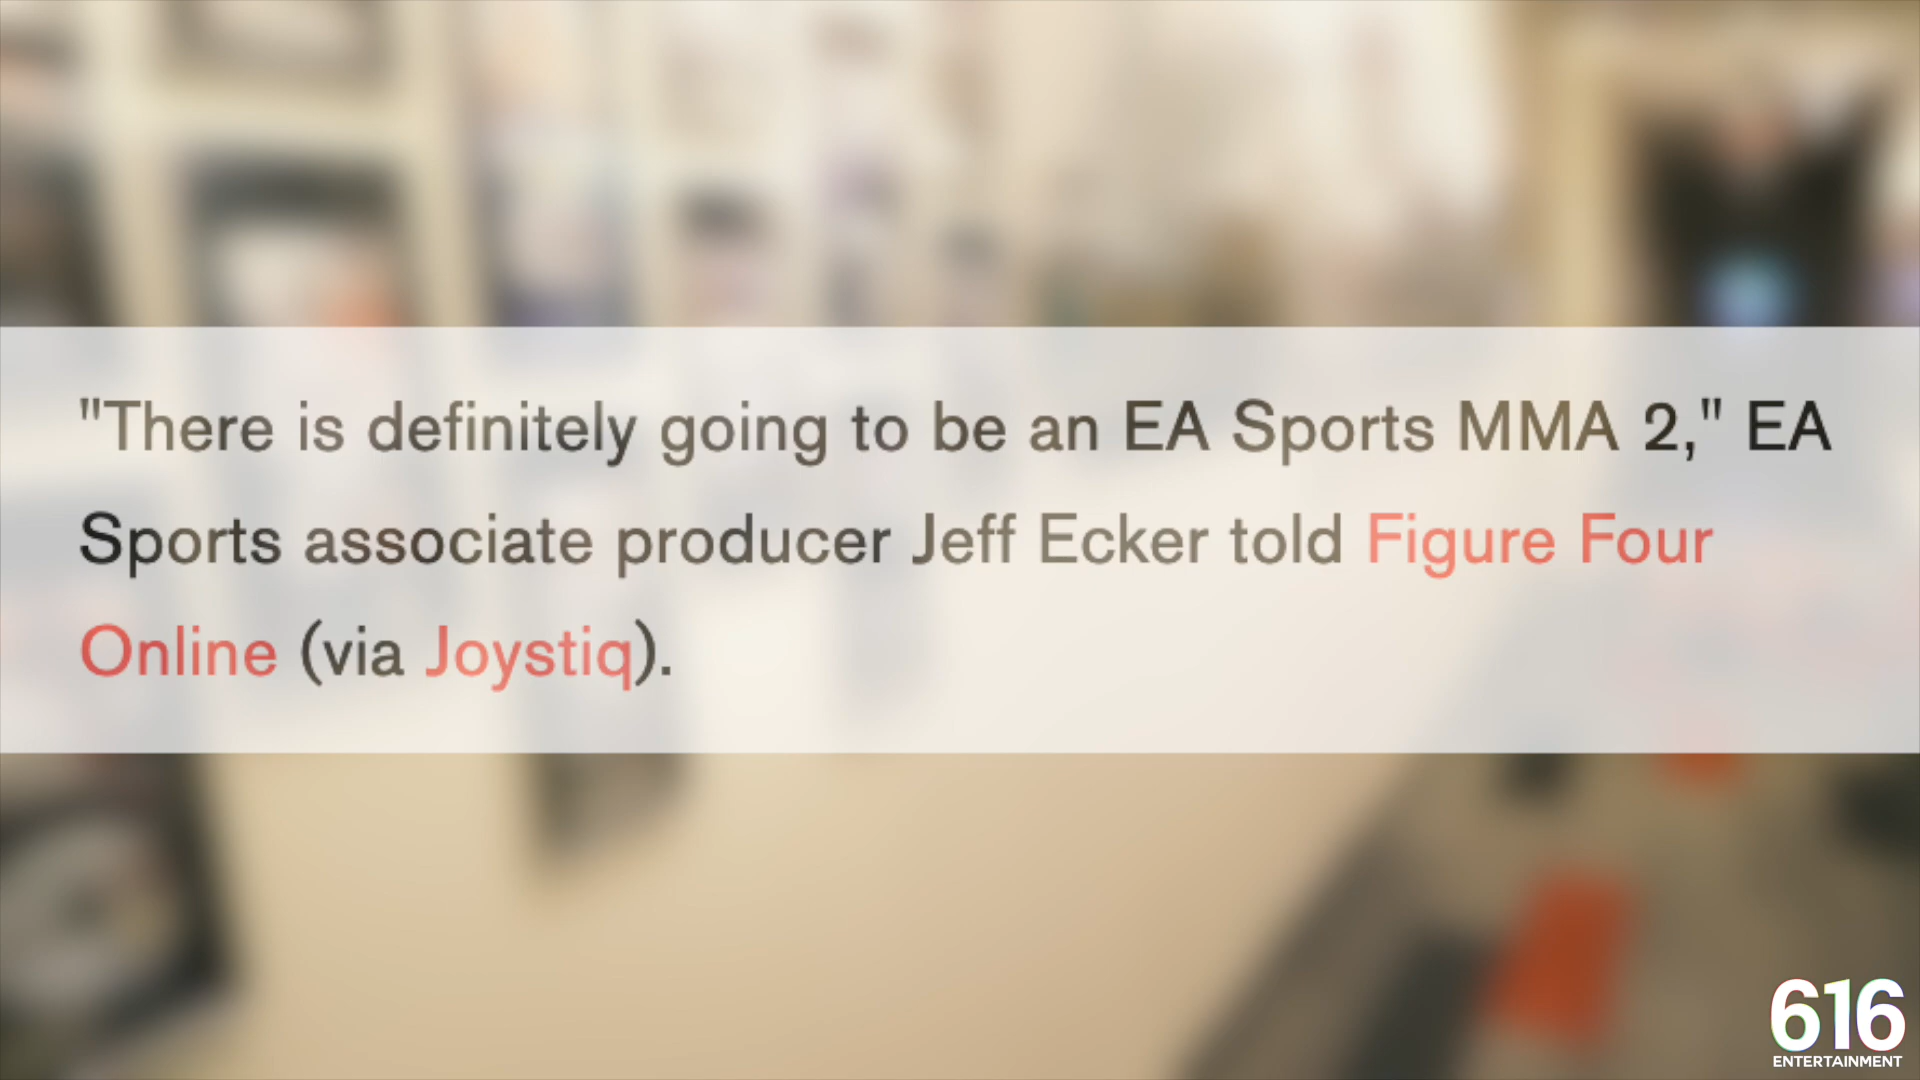 "There is definitely going to be an EA Sports MMA 2," EA
Sports associate producer Jeff Ecker told Figure Four
Online (via Joystiq).
616
ENTERTAINMENT